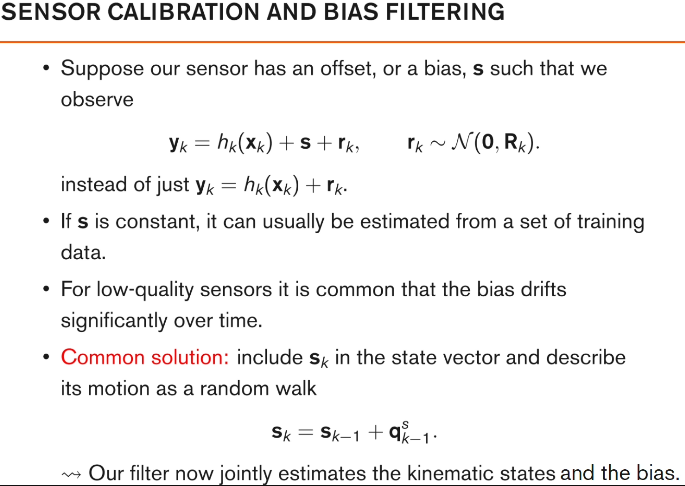 SENSOR CALIBRATION AND BIAS FILTERING
• Suppose our sensor has an offset, or a bias, s such that we
observe
yₖ = hₖ(xₖ) + s + rₖ, rₖ ∼ 𝒩(0, Rₖ).
instead of just yₖ = hₖ(xₖ) + rₖ.
• If s is constant, it can usually be estimated from a set of training
data.
• For low-quality sensors it is common that the bias drifts
significantly over time.
• Common solution: include sₖ in the state vector and describe
its motion as a random walk
sₖ = sₖ₋₁ + qˢₖ₋₁.
⇝ Our filter now jointly estimates the kinematic states and the bias.